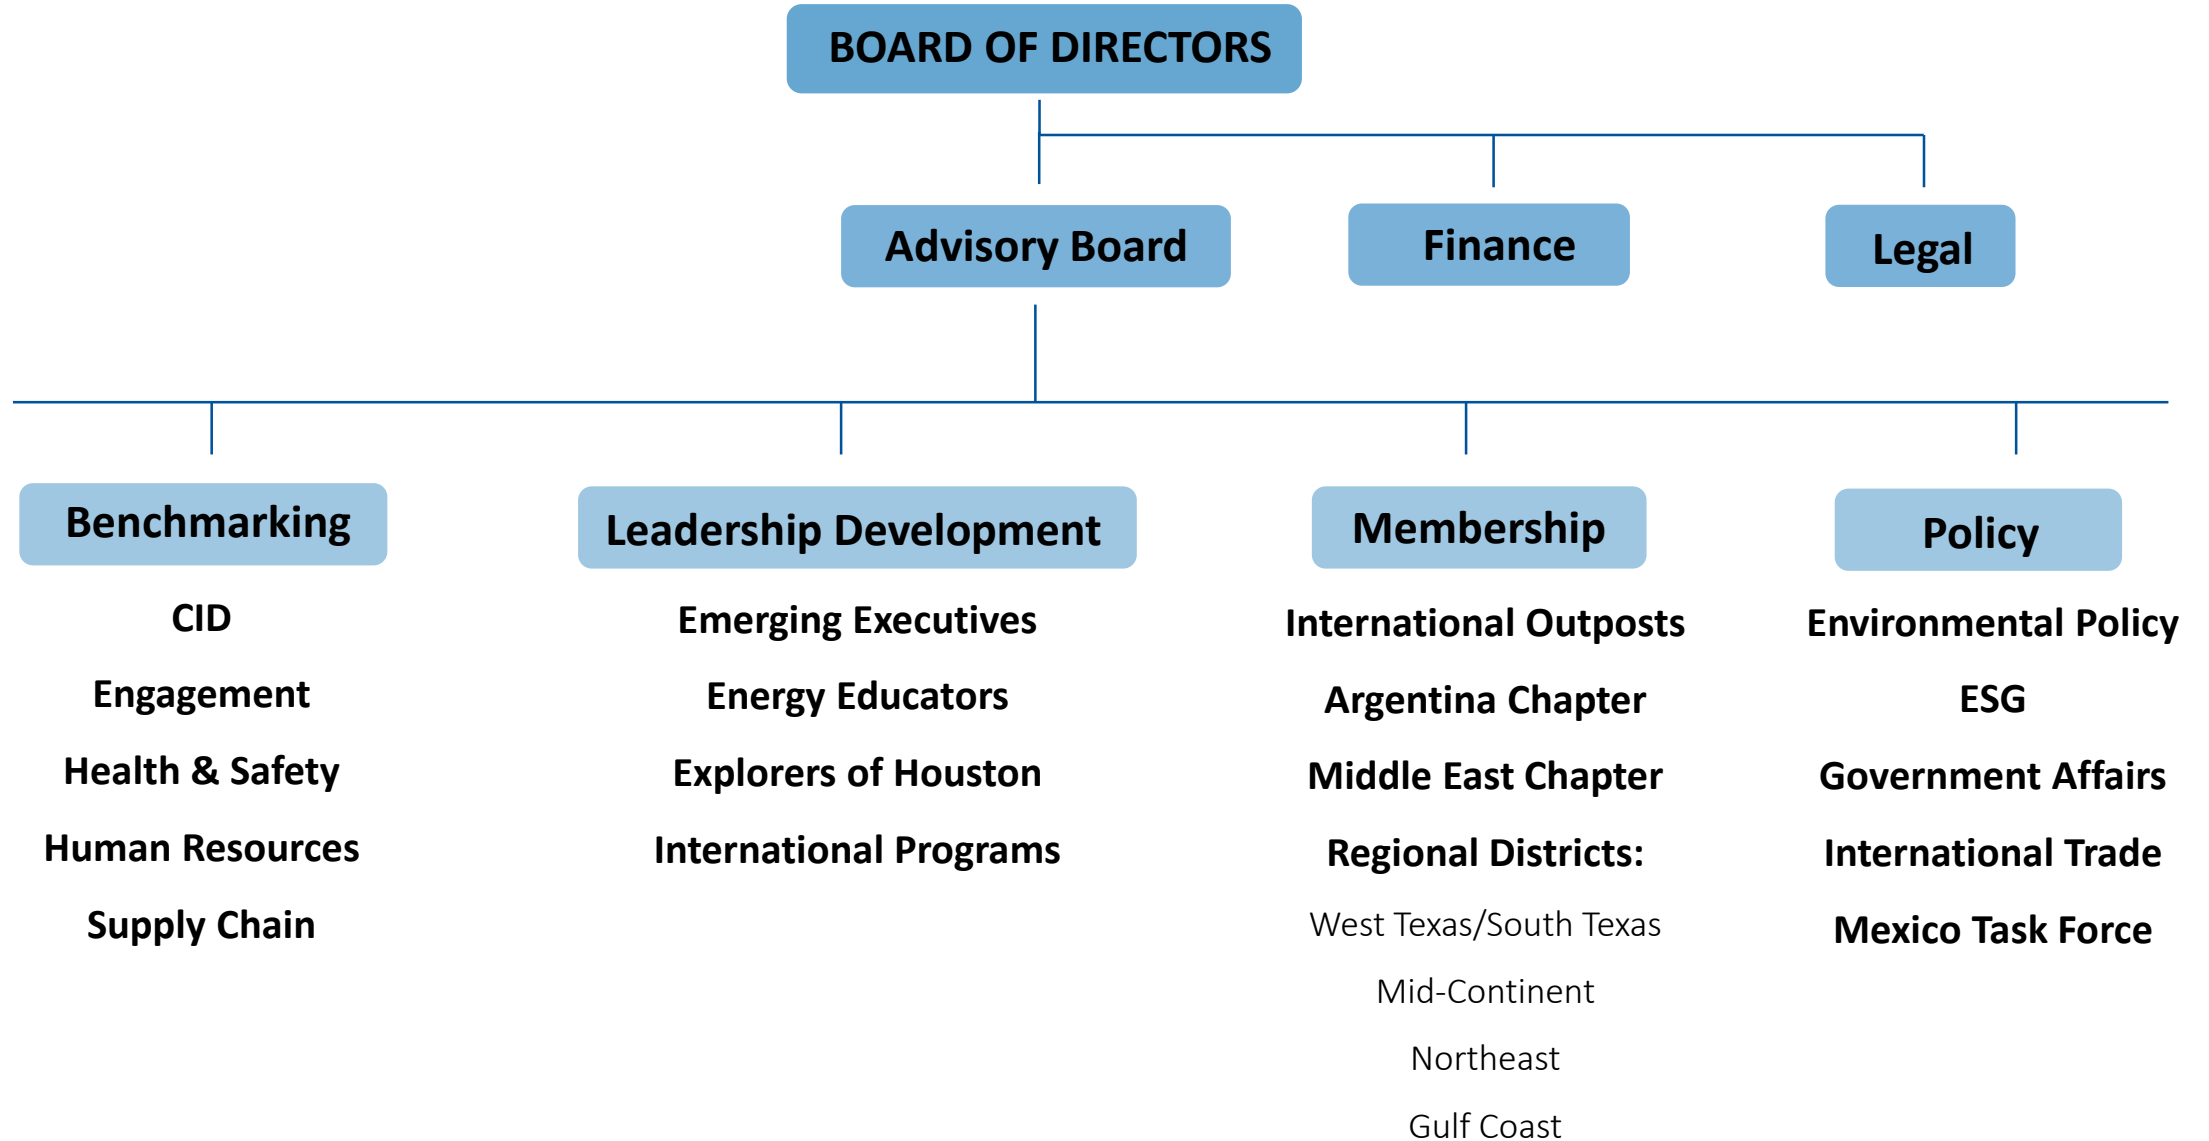 BOARD OF DIRECTORS
Advisory Board
Finance
Legal
Benchmarking
CID
Engagement
Health & Safety
Human Resources
Supply Chain
Leadership Development
Emerging Executives
Energy Educators
Explorers of Houston
International Programs
Membership
International Outposts
Argentina Chapter
Middle East Chapter
Regional Districts:
West Texas/South Texas
Mid-Continent
Northeast
Gulf Coast
Policy
Environmental Policy
ESG
Government Affairs
International Trade
Mexico Task Force